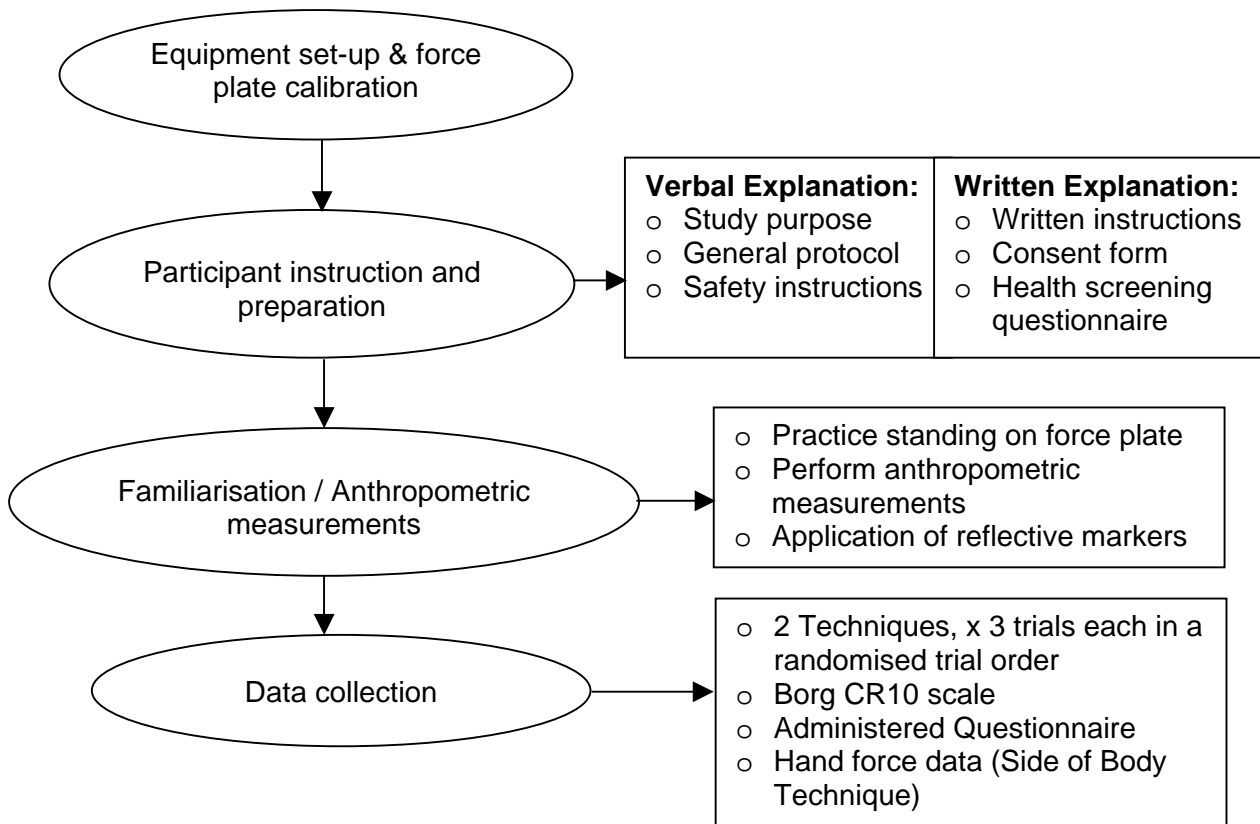 Equipment set-up & force
plate calibration
Participant instruction and
preparation
Verbal Explanation:
o Study purpose
o General protocol
o Safety instructions
Written Explanation:
o Written instructions
o Consent form
o Health screening
questionnaire
Familiarisation / Anthropometric
measurements
o Practice standing on force plate
o Perform anthropometric
measurements
o Application of reflective markers
Data collection
o 2 Techniques, x 3 trials each in a
randomised trial order
o Borg CR10 scale
o Administered Questionnaire
o Hand force data (Side of Body
Technique)